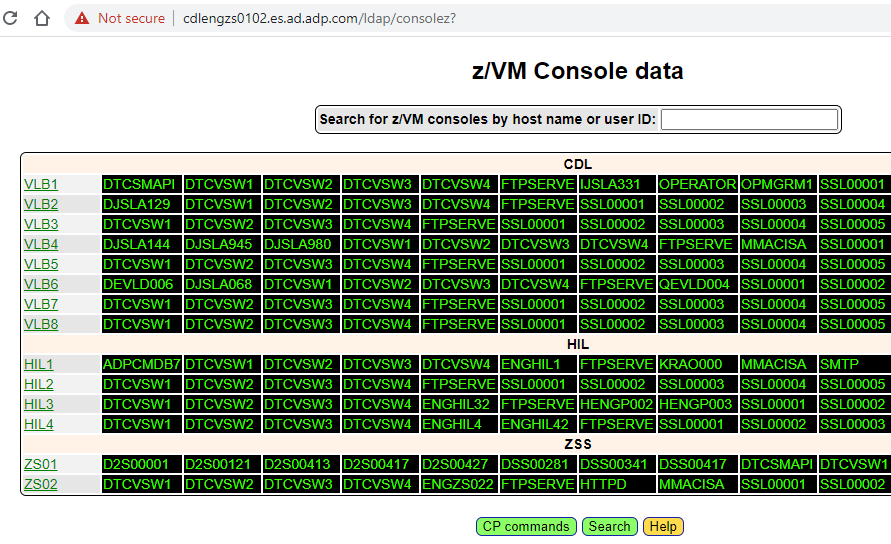 Not secure | cdlengzs0102.es.ad.adp.com/ldap/consolez?
z/VM Console data
Search for z/VM consoles by host name or user ID:
CDL
VLB1 DTCSMAPI DTCVSW1 DTCVSW2 DTCVSW3 DTCVSW4 FTPSERVE IJSLA331 OPERATOR OPMGRM1 SSL00001
VLB2 DJSLA129 DTCVSW1 DTCVSW2 DTCVSW3 DTCVSW4 FTPSERVE SSL00001 SSL00002 SSL00003 SSL00004
VLB3 DTCVSW1 DTCVSW2 DTCVSW3 DTCVSW4 FTPSERVE SSL00001 SSL00002 SSL00003 SSL00004 SSL00005
VLB4 DJSLA144 DJSLA945 DJSLA980 DTCVSW1 DTCVSW2 DTCVSW3 DTCVSW4 FTPSERVE MMACISA SSL00001
VLB5 DTCVSW1 DTCVSW2 DTCVSW3 DTCVSW4 FTPSERVE SSL00001 SSL00002 SSL00003 SSL00004 SSL00005
VLB6 DEVLD006 DJSLA068 DTCVSW1 DTCVSW2 DTCVSW3 DTCVSW4 FTPSERVE QEVLD004 SSL00001 SSL00002
VLB7 DTCVSW1 DTCVSW2 DTCVSW3 DTCVSW4 FTPSERVE SSL00001 SSL00002 SSL00003 SSL00004 SSL00005
VLB8 DTCVSW1 DTCVSW2 DTCVSW3 DTCVSW4 FTPSERVE SSL00001 SSL00002 SSL00003 SSL00004 SSL00005
HIL
HIL1 ADPCMDB7 DTCVSW1 DTCVSW2 DTCVSW3 DTCVSW4 ENGHIL1 FTPSERVE KRAO000 MMACISA SMTP
HIL2 DTCVSW1 DTCVSW2 DTCVSW3 DTCVSW4 FTPSERVE SSL00001 SSL00002 SSL00003 SSL00004 SSL00005
HIL3 DTCVSW1 DTCVSW2 DTCVSW3 DTCVSW4 ENGHIL32 FTPSERVE HENGP002 HENGP003 SSL00001 SSL00002
HIL4 DTCVSW1 DTCVSW2 DTCVSW3 DTCVSW4 ENGHIL4 ENGHIL42 FTPSERVE SSL00001 SSL00002 SSL00003
ZSS
ZS01 D2S00001 D2S00121 D2S00413 D2S00417 D2S00427 DSS00281 DSS00341 DSS00417 DTCSMAPI DTCVSW1
ZS02 DTCVSW1 DTCVSW2 DTCVSW3 DTCVSW4 ENGZS022 FTPSERVE HTTPD MMACISA SSL00001 SSL00002
CP commands Search Help